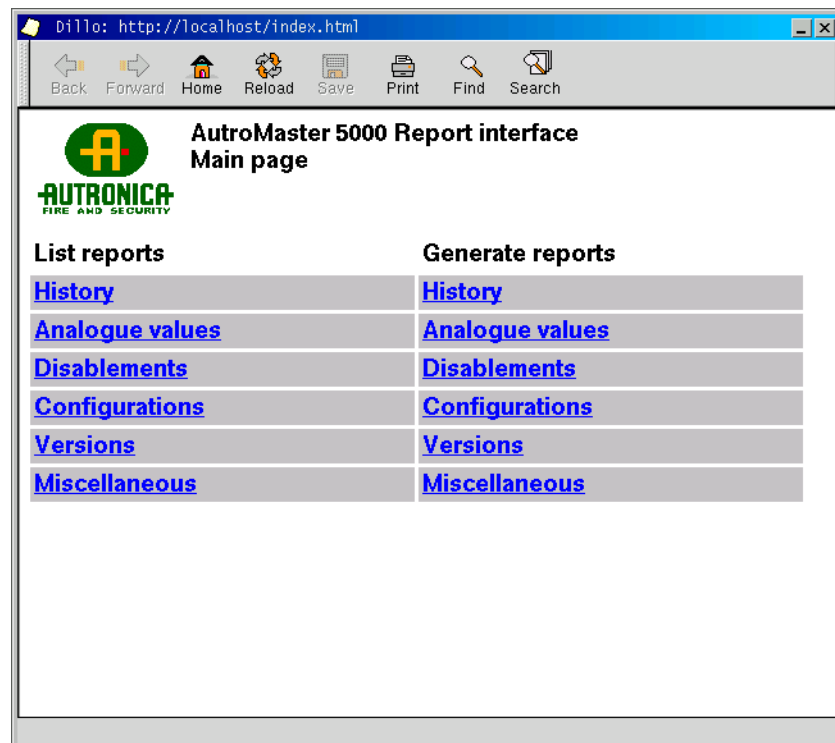 Dillo: http://localhost/index.html
Back Forward Home Reload Save Print Find Search
AutroMaster 5000 Report interface
Main page
AUTRONICA
FIRE AND SECURITY
List reports Generate reports
History History
Analogue values Analogue values
Disablements Disablements
Configurations Configurations
Versions Versions
Miscellaneous Miscellaneous